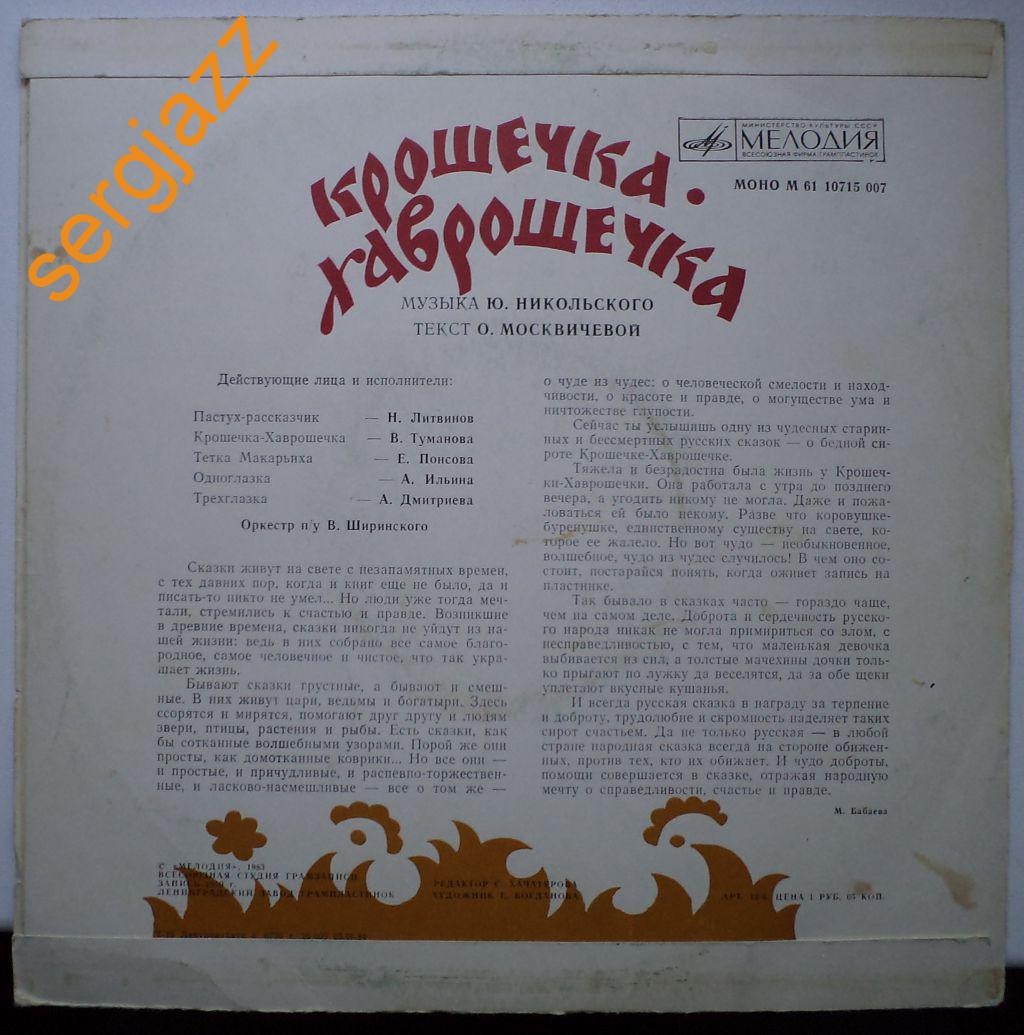 sergjazz
МИНИСТЕРСТВО КУЛЬТУРЫ СССР
МЕЛОДИЯ
ВСЕСОЮЗНАЯ ФИРМА ГРАМПЛАСТИНОК
МОНО М 61 10715 007
КРОШЕЧКА-
ХАВРОШЕЧКА
МУЗЫКА Ю. НИКОЛЬСКОГО
ТЕКСТ О. МОСКВИЧЕВОЙ
Действующие лица и исполнители:
Пастух-рассказчик — Н. Литвинов
Крошечка-Хаврошечка — В. Туманова
Тетка Макарьиха — Е. Понсова
Одноглазка — А. Ильина
Трехглазка — А. Дмитриева
Оркестр п/у В. Ширинского
Сказки живут на свете с незапамятных времен,
с тех давних пор, когда и книг еще не было, да и
писать-то никто не умел... Но люди уже тогда меч-
тали, стремились к счастью и правде. Возникшие
в древние времена, сказки никогда не уйдут из на-
шей жизни: ведь в них собрано все самое благо-
родное, самое человечное и чистое, что так укра-
шает жизнь.
Бывают сказки грустные, а бывают и смеш-
ные. В них живут цари, ведьмы и богатыри. Здесь
ссорятся и мирятся, помогают друг другу и людям
звери, птицы, растения и рыбы. Есть сказки, как
бы сотканные волшебными узорами. Порой же они
просты, как домотканные коврики... Но все они —
и простые, и причудливые, и распевно-торжествен-
ные, и ласково-насмешливые — все о том же —
о чуде из чудес: о человеческой смелости и наход-
чивости, о красоте и правде, о могуществе ума и
ничтожестве глупости.
Сейчас ты услышишь одну из чудесных старин-
ных и бессмертных русских сказок — о бедной си-
роте Крошечке-Хаврошечке.
Тяжела и безрадостна была жизнь у Крошеч-
ки-Хаврошечки. Она работала с утра до позднего
вечера, а угодить никому не могла. Даже и пожа-
ловаться ей было некому. Разве что коровушке-
буренушке, единственному существу на свете, ко-
торое ее жалело. Но вот чудо — необыкновенное,
волшебное, чудо из чудес случилось! В чем оно со-
стоит, постарайся понять, когда оживет запись на
пластинке.
Так бывало в сказках часто — гораздо чаще,
чем на самом деле. Доброта и сердечность русско-
го народа никак не могла примириться со злом, с
несправедливостью, с тем, что маленькая девочка
выбивается из сил, а толстые мачехины дочки толь-
ко прыгают по лужку да веселятся, да за обе щеки
уплетают вкусные кушанья.
И всегда русская сказка в награду за терпение
и доброту, трудолюбие и скромность наделяет таких
сирот счастьем. Да не только русская — в любой
стране народная сказка всегда на стороне обижен-
ных, против тех, кто их обижает. И чудо доброты,
помощи совершается в сказке, отражая народную
мечту о справедливости, счастье и правде.
М. Бабаева
С «МЕЛОДИЯ», 1983
ВСЕСОЮЗНАЯ СТУДИЯ ГРАМЗАПИСИ
ЗАПИСЬ г.
ЛЕНИНГРАДСКИЙ ЗАВОД ГРАМПЛАСТИНОК
РЕДАКТОР С. ХАЧАТУРОВА
ХУДОЖНИК Е. БОГДАНОВА
АРТ. ЦЕНА 1 РУБ. 05 КОП.